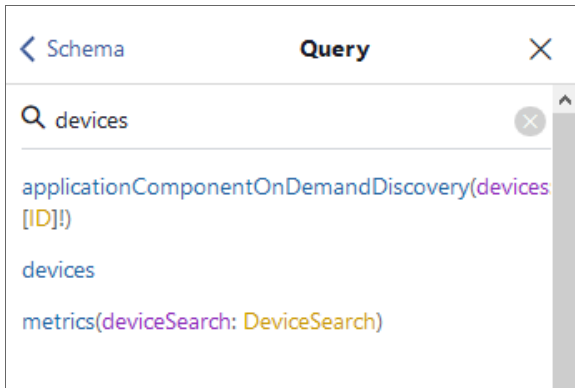 Schema
Query
devices
applicationComponentOnDemandDiscovery(devices:
[ID]!)
devices
metrics(deviceSearch: DeviceSearch)